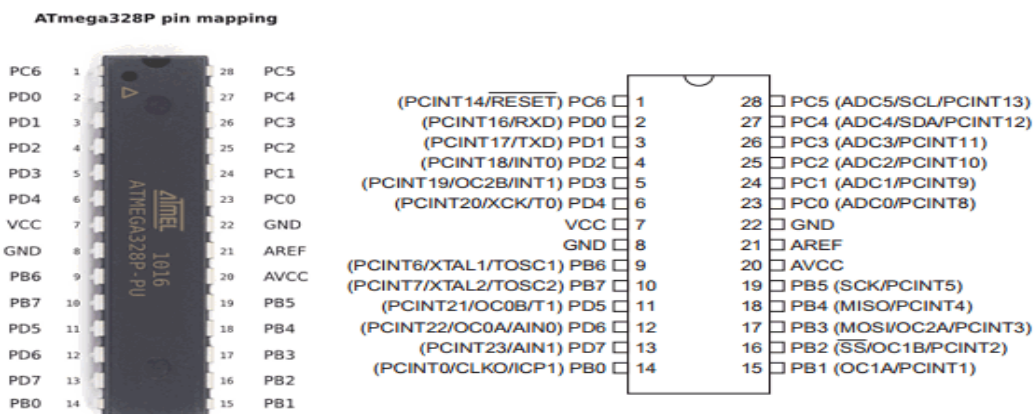 ATmega328P pin mapping
PC6 1 28 PC5
PD0 2 27 PC4
PD1 3 26 PC3
PD2 4 25 PC2
PD3 5 24 PC1
PD4 6 23 PC0
VCC 7 22 GND
GND 8 21 AREF
PB6 9 20 AVCC
PB7 10 19 PB5
PD5 11 18 PB4
PD6 12 17 PB3
PD7 13 16 PB2
PB0 14 15 PB1
ATMEL 1016
ATMEGA328P-PU
(PCINT14/RESET) PC6 1 28 PC5 (ADC5/SCL/PCINT13)
(PCINT16/RXD) PD0 2 27 PC4 (ADC4/SDA/PCINT12)
(PCINT17/TXD) PD1 3 26 PC3 (ADC3/PCINT11)
(PCINT18/INT0) PD2 4 25 PC2 (ADC2/PCINT10)
(PCINT19/OC2B/INT1) PD3 5 24 PC1 (ADC1/PCINT9)
(PCINT20/XCK/T0) PD4 6 23 PC0 (ADC0/PCINT8)
VCC 7 22 GND
GND 8 21 AREF
(PCINT6/XTAL1/TOSC1) PB6 9 20 AVCC
(PCINT7/XTAL2/TOSC2) PB7 10 19 PB5 (SCK/PCINT5)
(PCINT21/OC0B/T1) PD5 11 18 PB4 (MISO/PCINT4)
(PCINT22/OC0A/AIN0) PD6 12 17 PB3 (MOSI/OC2A/PCINT3)
(PCINT23/AIN1) PD7 13 16 PB2 (SS/OC1B/PCINT2)
(PCINT0/CLKO/ICP1) PB0 14 15 PB1 (OC1A/PCINT1)